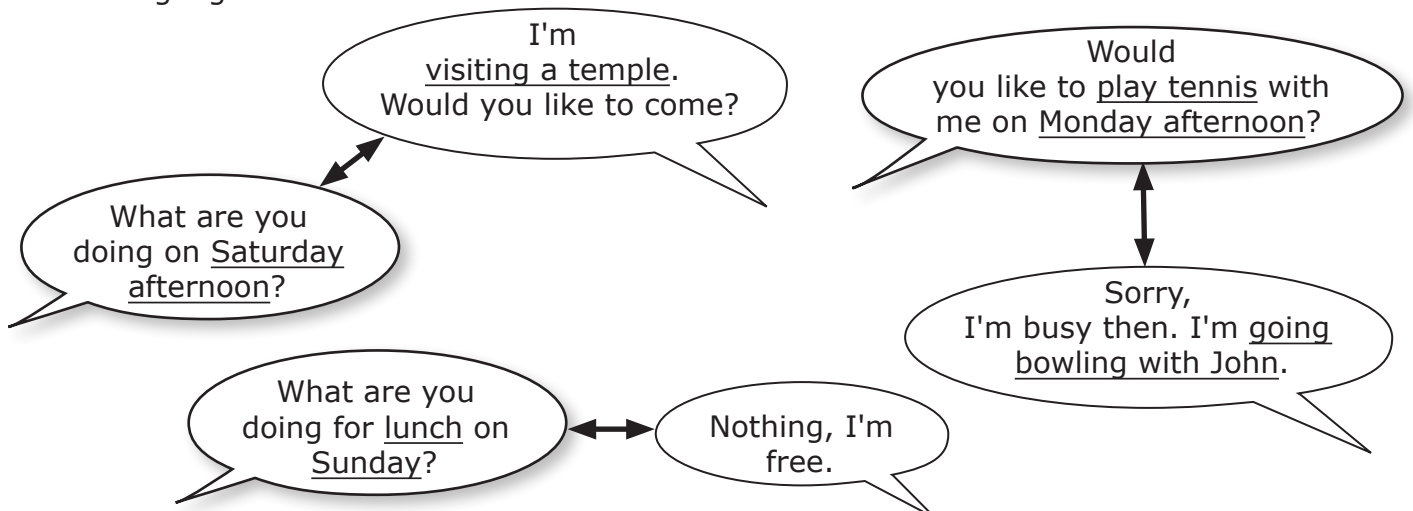 I'm
visiting a temple.
Would you like to come?
Would
you like to play tennis with
me on Monday afternoon?
What are you
doing on Saturday
afternoon?
Sorry,
I'm busy then. I'm going
bowling with John.
What are you
doing for lunch on
Sunday?
Nothing, I'm
free.